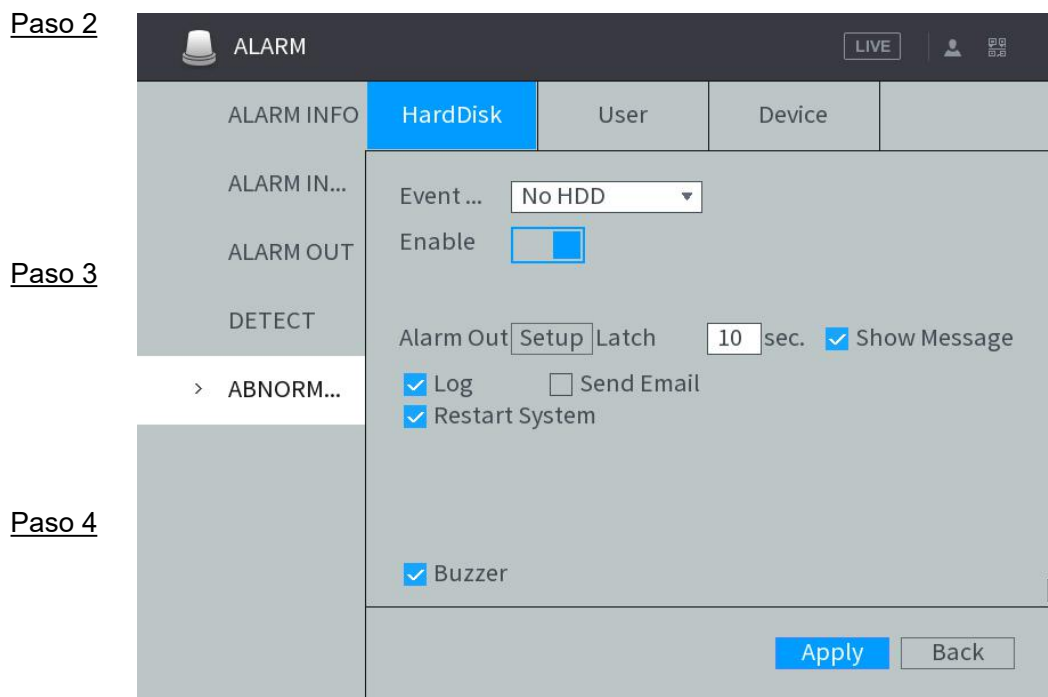 Paso 2
ALARM
LIVE
ALARM INFO
HardDisk
User
Device
ALARM IN...
Event ...
No HDD
Enable
ALARM OUT
Paso 3
DETECT
Alarm Out Setup Latch 10 sec. Show Message
> ABNORM...
Log Send Email
Restart System
Paso 4
Buzzer
Apply
Back